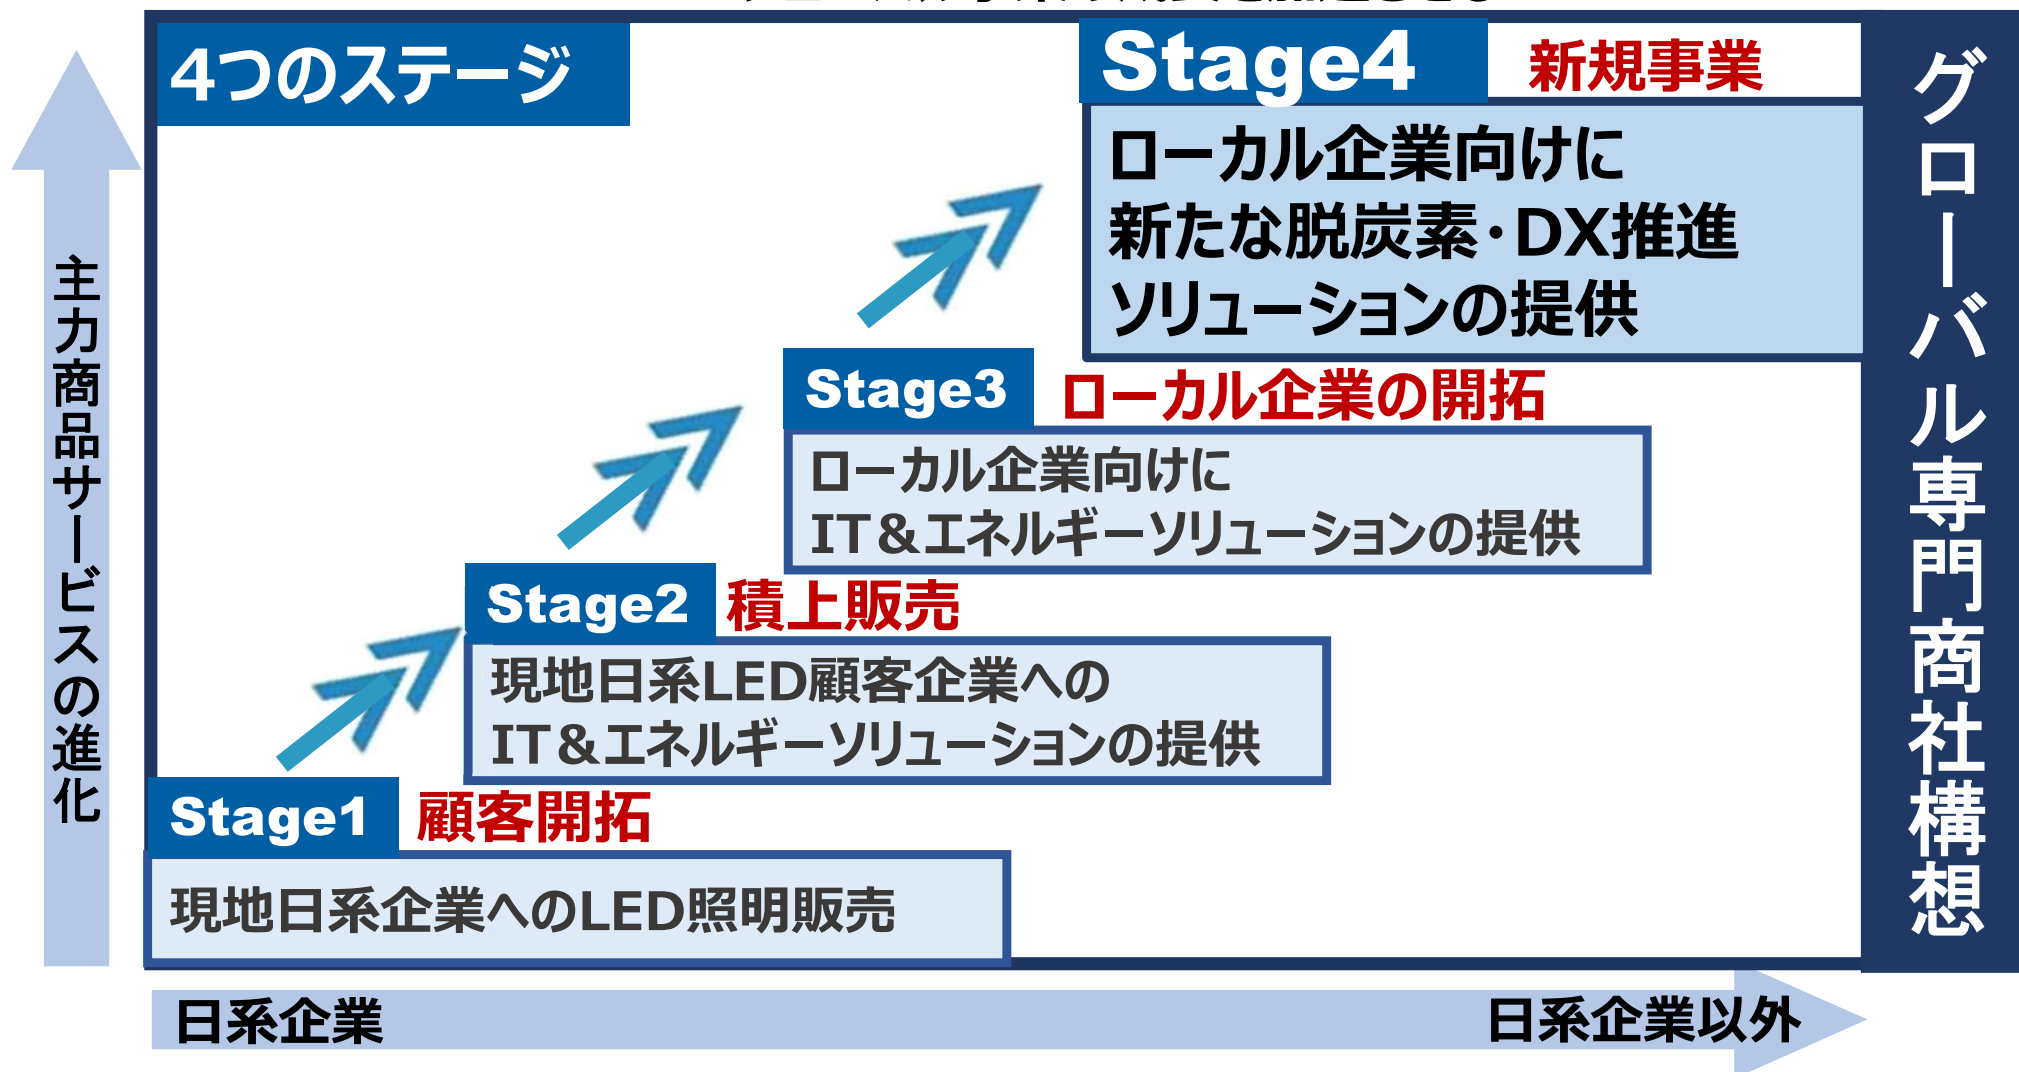 4つのステージ
Stage4
新規事業
ローカル企業向けに
新たな脱炭素・DX推進
ソリューションの提供
Stage3
ローカル企業の開拓
ローカル企業向けに
IT＆エネルギーソリューションの提供
Stage2
積上販売
現地日系LED顧客企業への
IT＆エネルギーソリューションの提供
Stage1
顧客開拓
現地日系企業へのLED照明販売
主力商品サービスの進化
日系企業
日系企業以外
グローバル専門商社構想